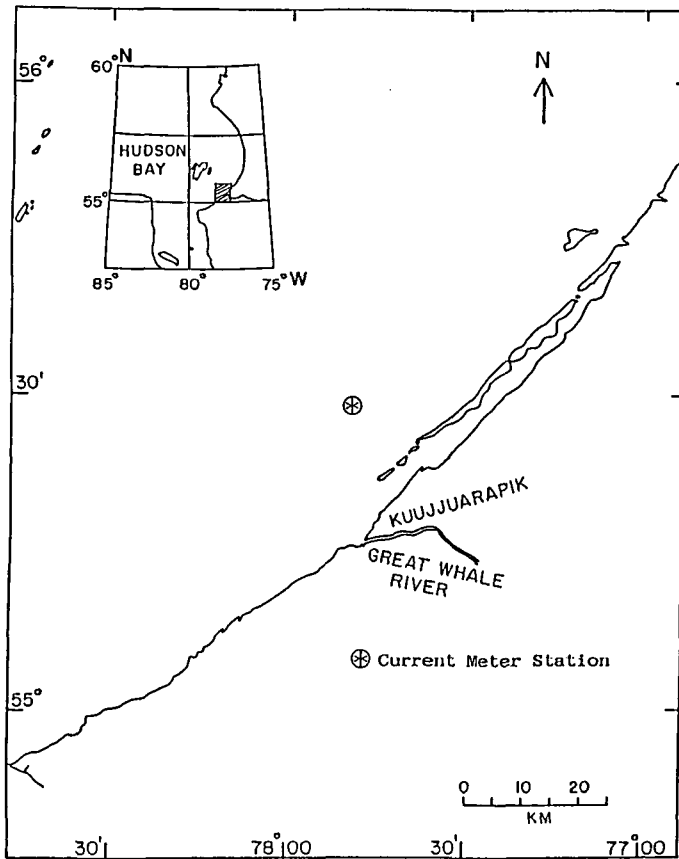 60°N
56°
N
HUDSON
BAY
55°
85° 80° 75°W
30'
KUUJJUARAPIK
GREAT WHALE
RIVER
Current Meter Station
55°
0 10 20
KM
30' 78°00 30' 77°00